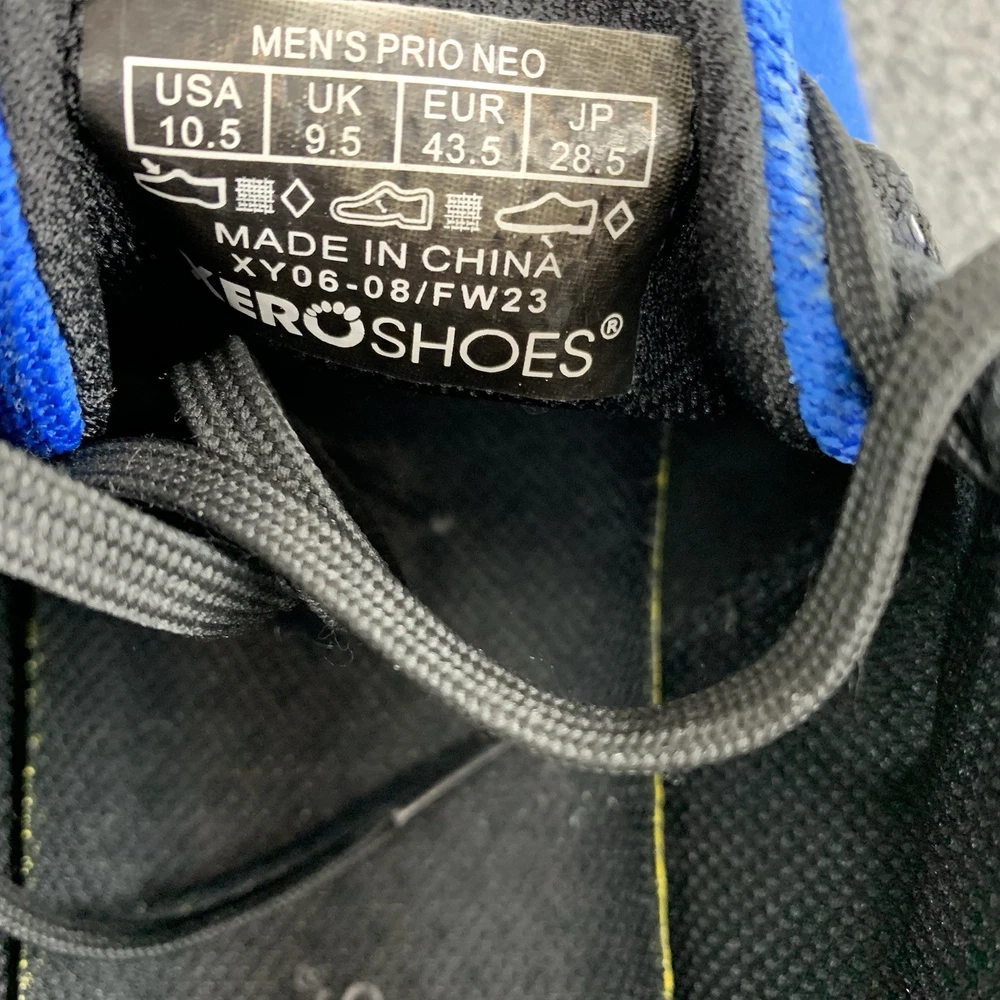 MEN'S PRIO NEO
USA UK EUR JP
10.5 9.5 43.5 28.5
MADE IN CHINA
XY06-08/FW23
XEROSHOES®